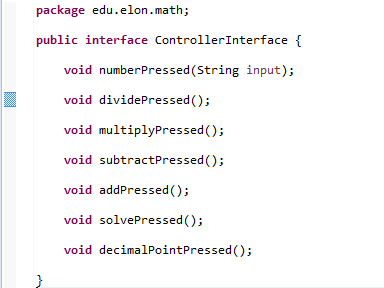 package edu.elon.math;
public interface ControllerInterface {
void numberPressed(String input);
void dividePressed();
void multiplyPressed();
void subtractPressed();
void addPressed();
void solvePressed();
void decimalPointPressed();
}